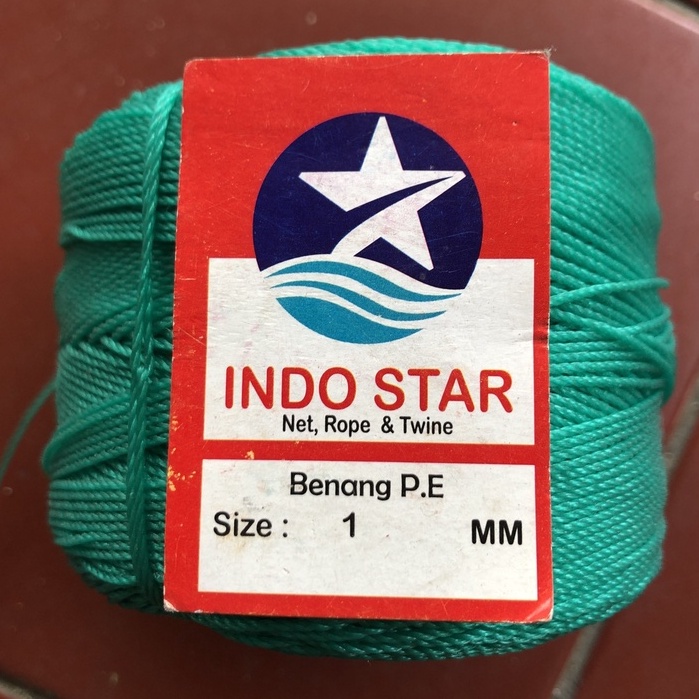 INDO STAR
Net, Rope & Twine
Benang P.E
Size : 1 MM